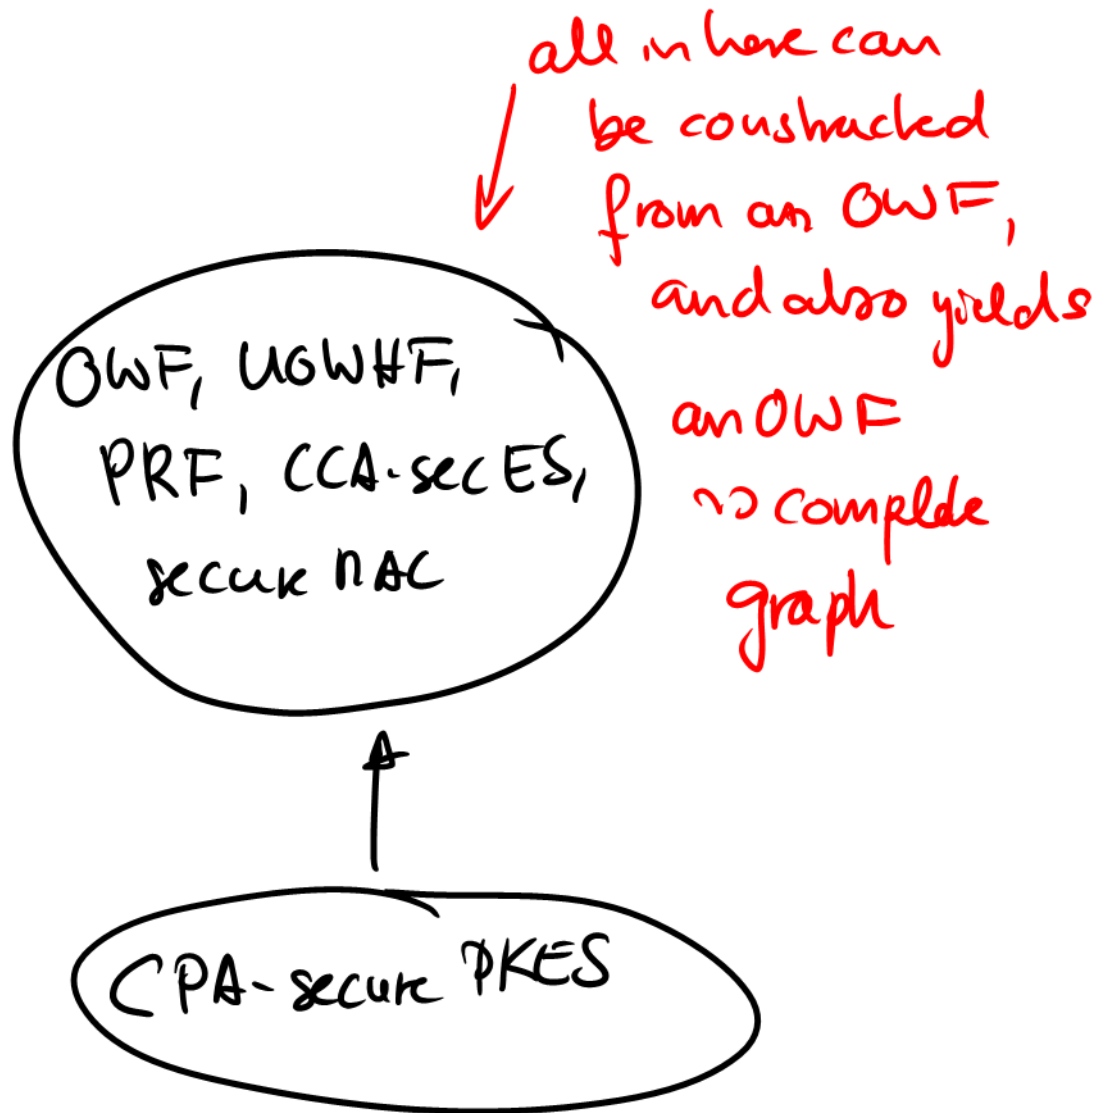 all in here can
be constructed
from an OWF,
and also yields
an OWF
⇝ complete
graph
OWF, UOWHF,
PRF, CCA-sec ES,
secure MAC
CPA-secure PKES